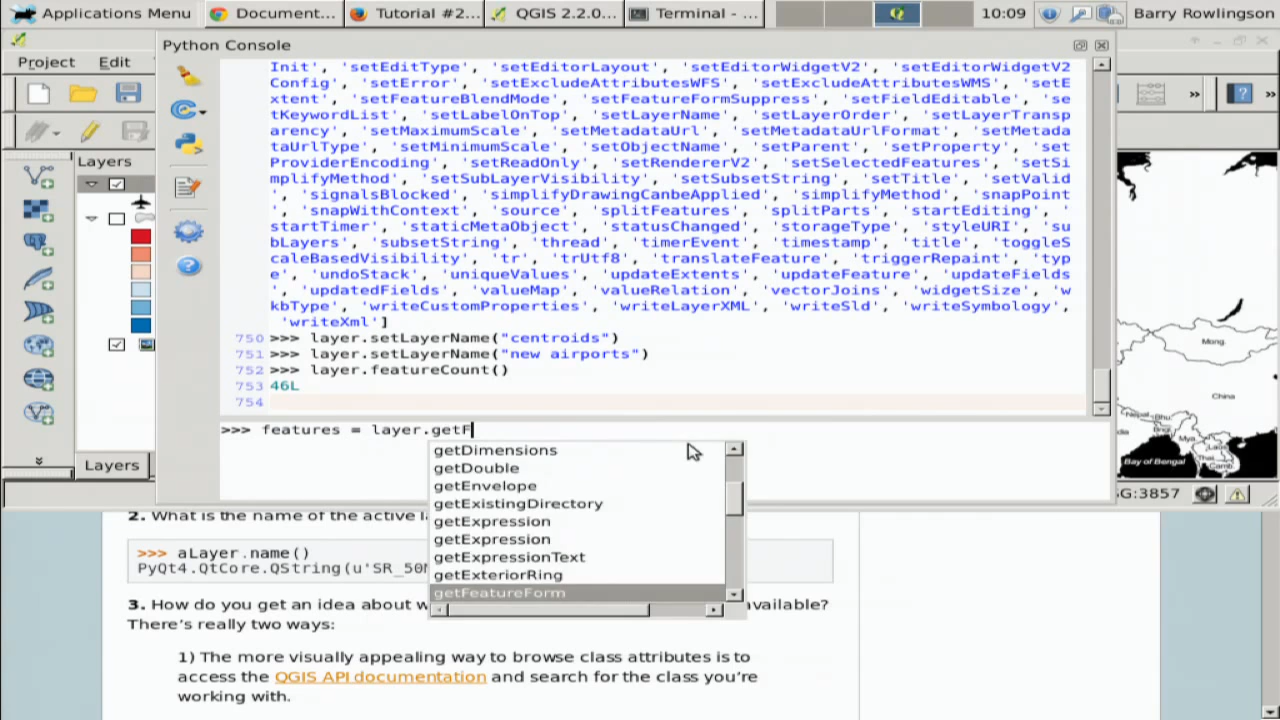 Applications Menu
Document...
Tutorial #2...
QGIS 2.2.0...
Terminal - ...
10:09
Barry Rowlingson
Python Console
Project
Edit
Layers
Init', 'setEditType', 'setEditorLayout', 'setEditorWidgetV2', 'setEditorWidgetV2
Config', 'setError', 'setExcludeAttributesWFS', 'setExcludeAttributesWMS', 'setE
xtent', 'setFeatureBlendMode', 'setFeatureFormSuppress', 'setFieldEditable', 'se
tKeywordList', 'setLabelOnTop', 'setLayerName', 'setLayerOrder', 'setLayerTransp
arency', 'setMaximumScale', 'setMetadataUrl', 'setMetadataUrlFormat', 'setMetada
taUrlType', 'setMinimumScale', 'setObjectName', 'setParent', 'setProperty', 'set
ProviderEncoding', 'setReadOnly', 'setRendererV2', 'setSelectedFeatures', 'setSi
mplifyMethod', 'setSubLayerVisibility', 'setSubsetString', 'setTitle', 'setValid
', 'signalsBlocked', 'simplifyDrawingCanbeApplied', 'simplifyMethod', 'snapPoint
', 'snapWithContext', 'source', 'splitFeatures', 'splitParts', 'startEditing', '
startTimer', 'staticMetaObject', 'statusChanged', 'storageType', 'styleURI', 'su
bLayers', 'subsetString', 'thread', 'timerEvent', 'timestamp', 'title', 'toggleS
caleBasedVisibility', 'tr', 'trUtf8', 'translateFeature', 'triggerRepaint', 'typ
e', 'undoStack', 'uniqueValues', 'updateExtents', 'updateFeature', 'updateFields
', 'updatedFields', 'valueMap', 'valueRelation', 'vectorJoins', 'widgetSize', 'w
kbType', 'writeCustomProperties', 'writeLayerXML', 'writeSld', 'writeSymbology',
 'writeXml']
750 >>> layer.setLayerName("centroids")
751 >>> layer.setLayerName("new airports")
752 >>> layer.featureCount()
753 46L
754
>>> features = layer.getF
getDimensions
getDouble
getEnvelope
getExistingDirectory
getExpression
getExpression
getExpressionText
getExteriorRing
getFeatureForm
Mong.
China
Nepal
Bhu.
Mya.
Bay of Bengal
Layers
G:3857
2. What is the name of the active la
>>> aLayer.name()
PyQt4.QtCore.QString(u'SR_50M
3. How do you get an idea about w
available?
There's really two ways:
1) The more visually appealing way to browse class attributes is to
access the QGIS API documentation and search for the class you're
working with.